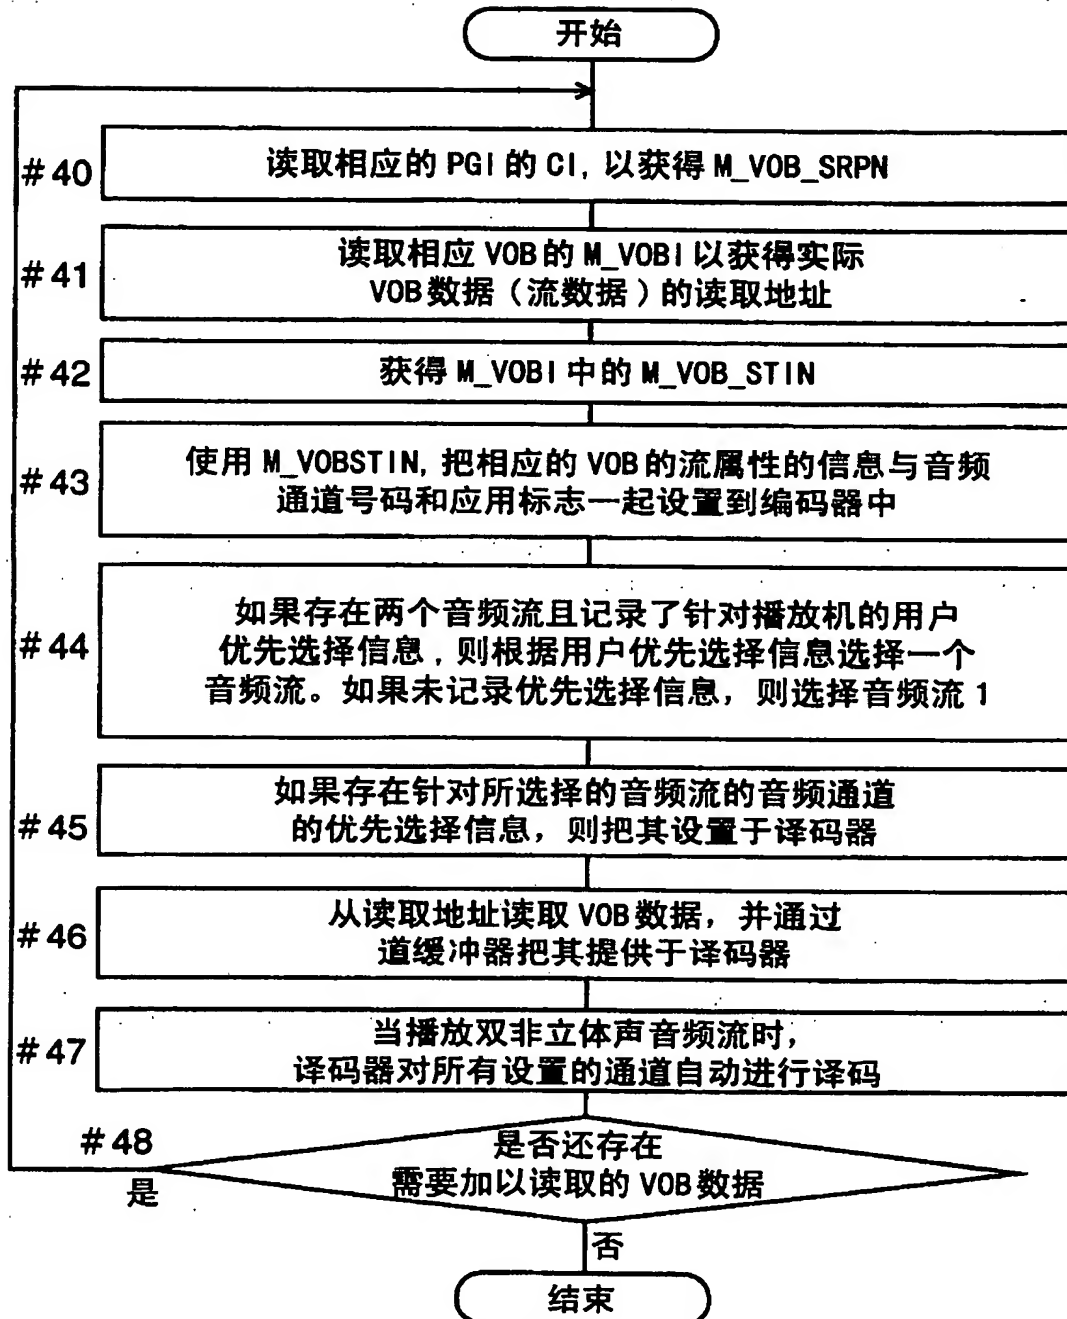 开始
#40
读取相应的 PGI 的 CI, 以获得 M_VOB_SRPN
#41
读取相应 VOB 的 M_VOBI 以获得实际
VOB 数据（流数据）的读取地址
#42
获得 M_VOBI 中的 M_VOB_STIN
#43
使用 M_VOBSTIN, 把相应的 VOB 的流属性的信息与音频
通道号码和应用标志一起设置到编码器中
#44
如果存在两个音频流且记录了针对播放机的用户
优先选择信息，则根据用户优先选择信息选择一个
音频流。如果未记录优先选择信息，则选择音频流 1
#45
如果存在针对所选择的音频流的音频通道
的优先选择信息，则把其设置于译码器
#46
从读取地址读取 VOB 数据，并通过
道缓冲器把其提供于译码器
#47
当播放双非立体声音频流时，
译码器对所有设置的通道自动进行译码
#48
是否还存在
需要加以读取的 VOB 数据
是
否
结束